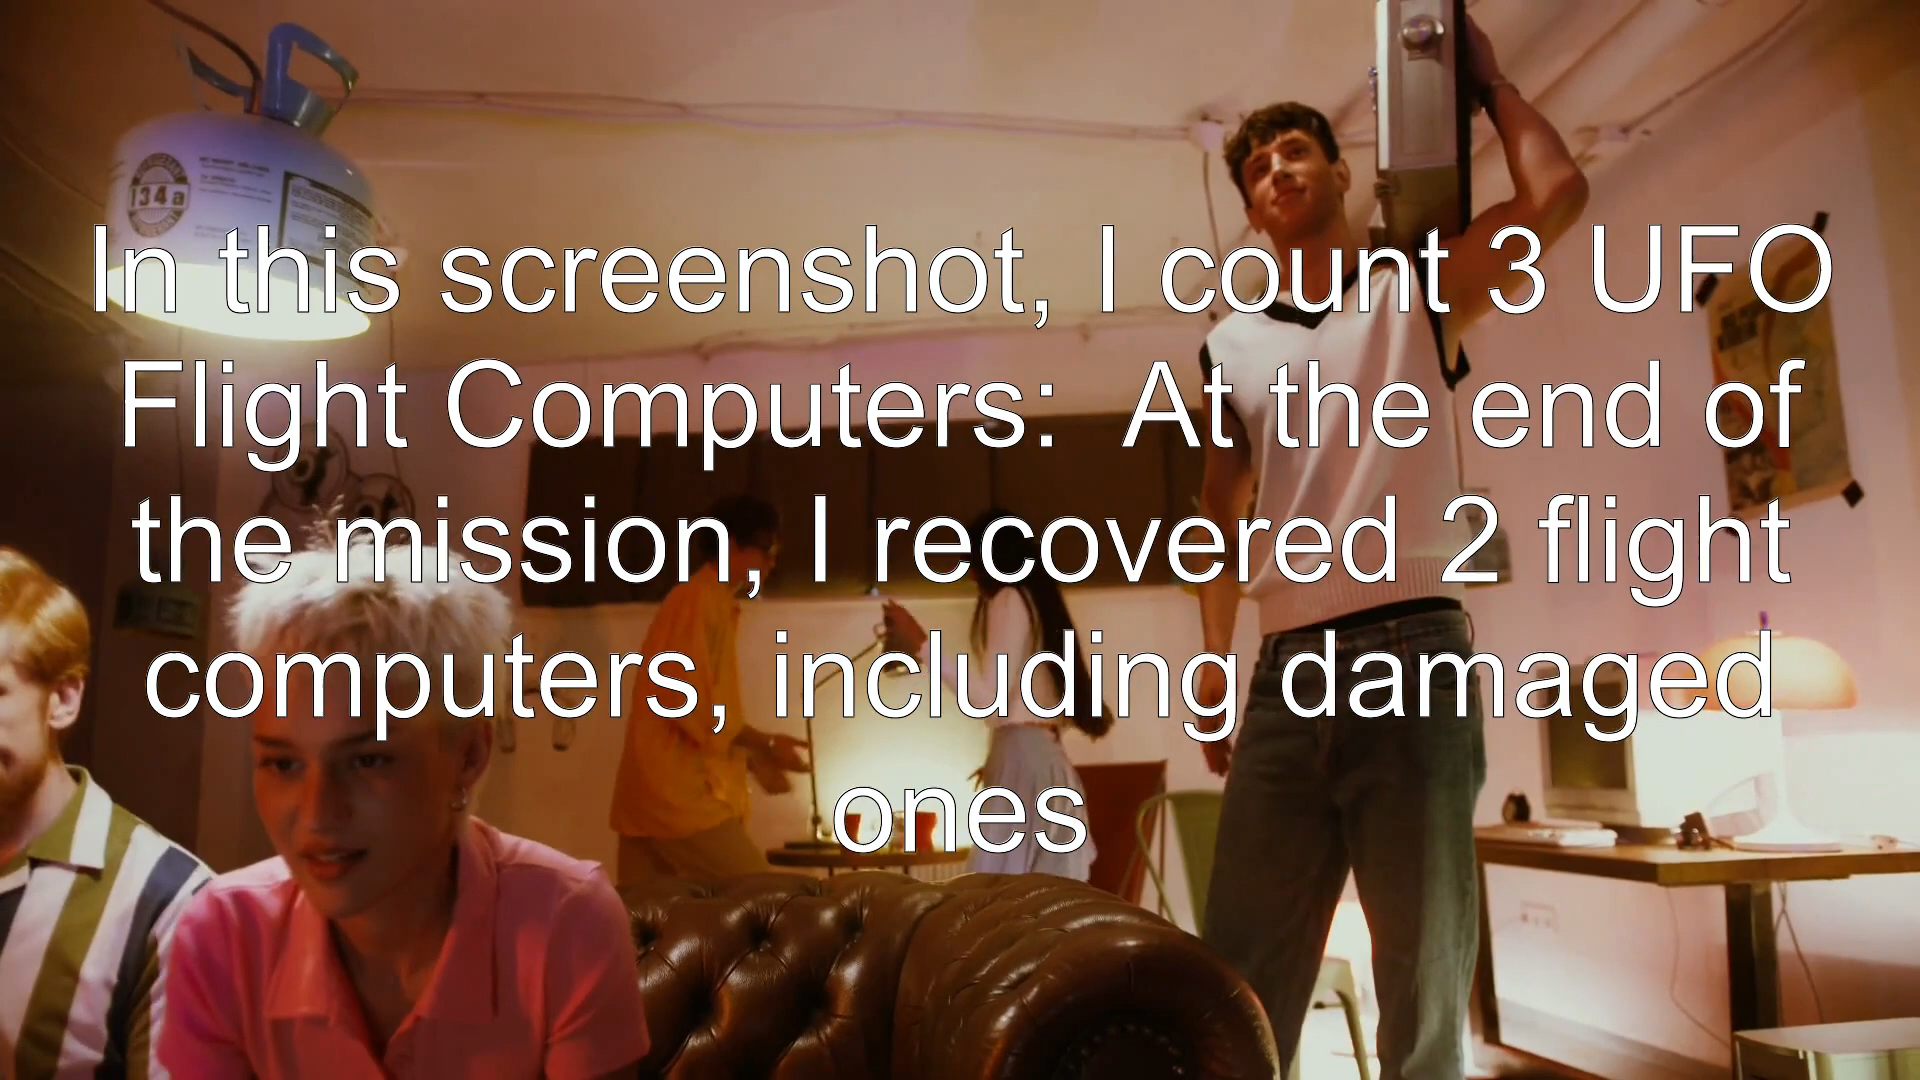 134a
In this screenshot, I count 3 UFO
Flight Computers:  At the end of
the mission, I recovered 2 flight
computers, including damaged
ones